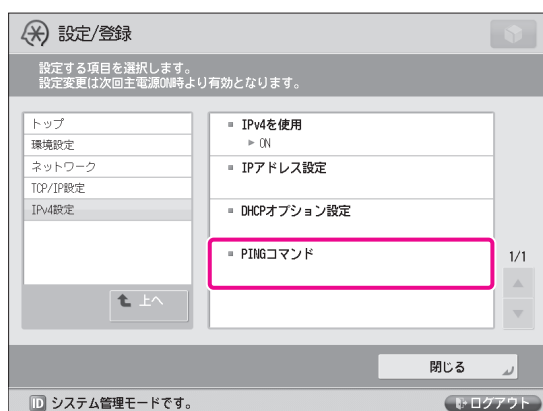 設定/登録
設定する項目を選択します。
設定変更は次回主電源ON時より有効となります。
トップ
環境設定
ネットワーク
TCP/IP設定
IPv4設定
上へ
IPv4を使用
► ON
IPアドレス設定
DHCPオプション設定
PINGコマンド
1/1
閉じる
ID システム管理モードです。
ログアウト